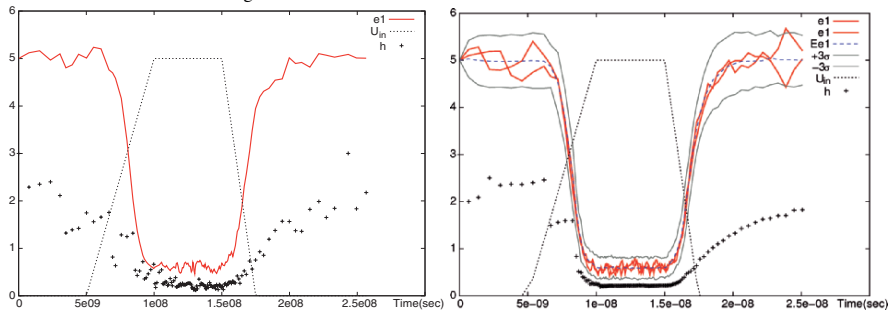 e1
U_in
h
6
5
4
3
2
1
0
0 5e09 1e08 1.5e08 2e08 2.5e08 Time(sec)
e1
e1
Ee1
+3σ
−3σ
U_in
h
6
5
4
3
2
1
0
0 5e−09 1e−08 1.5e−08 2e−08 2.5e−08 Time(sec)